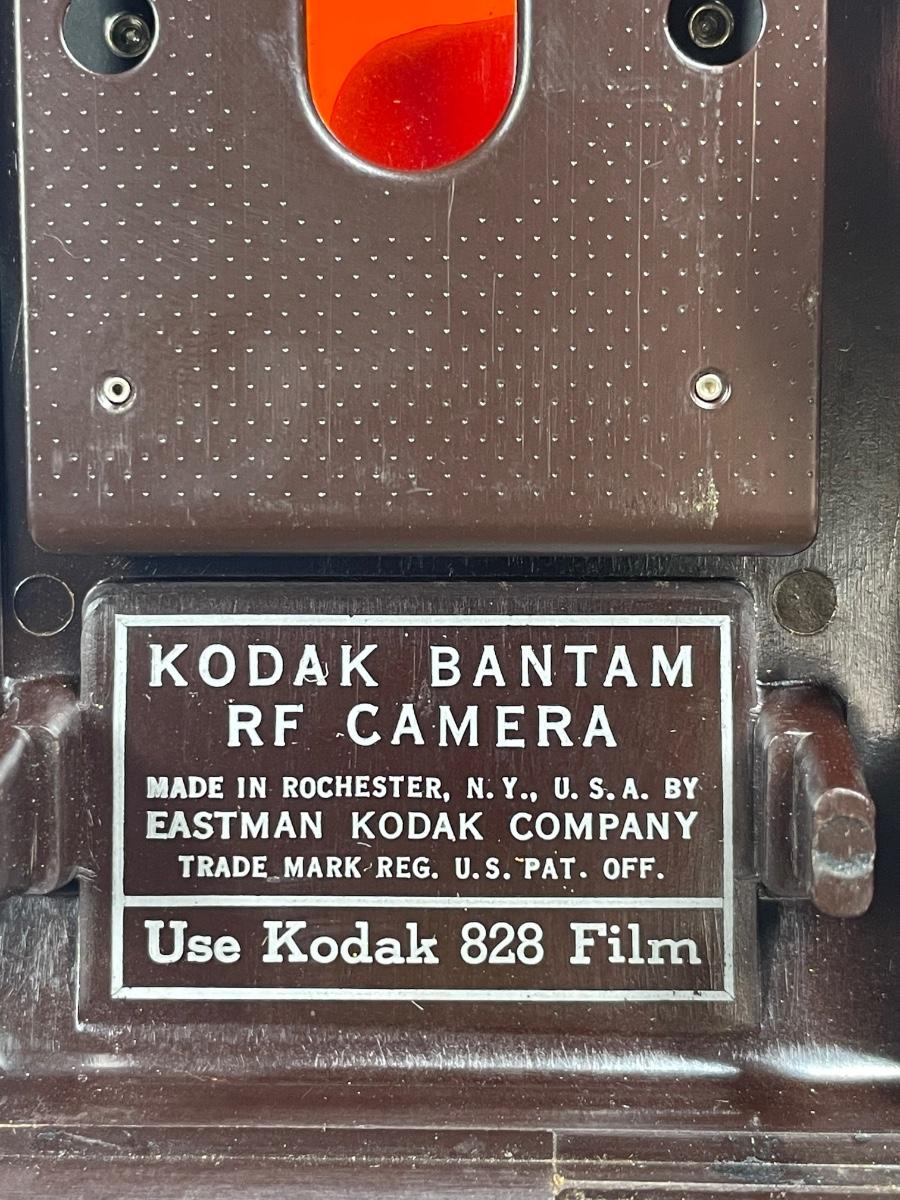 KODAK BANTAM
RF CAMERA
MADE IN ROCHESTER, N.Y., U.S.A. BY
EASTMAN KODAK COMPANY
TRADE MARK REG. U.S. PAT. OFF.
Use Kodak 828 Film